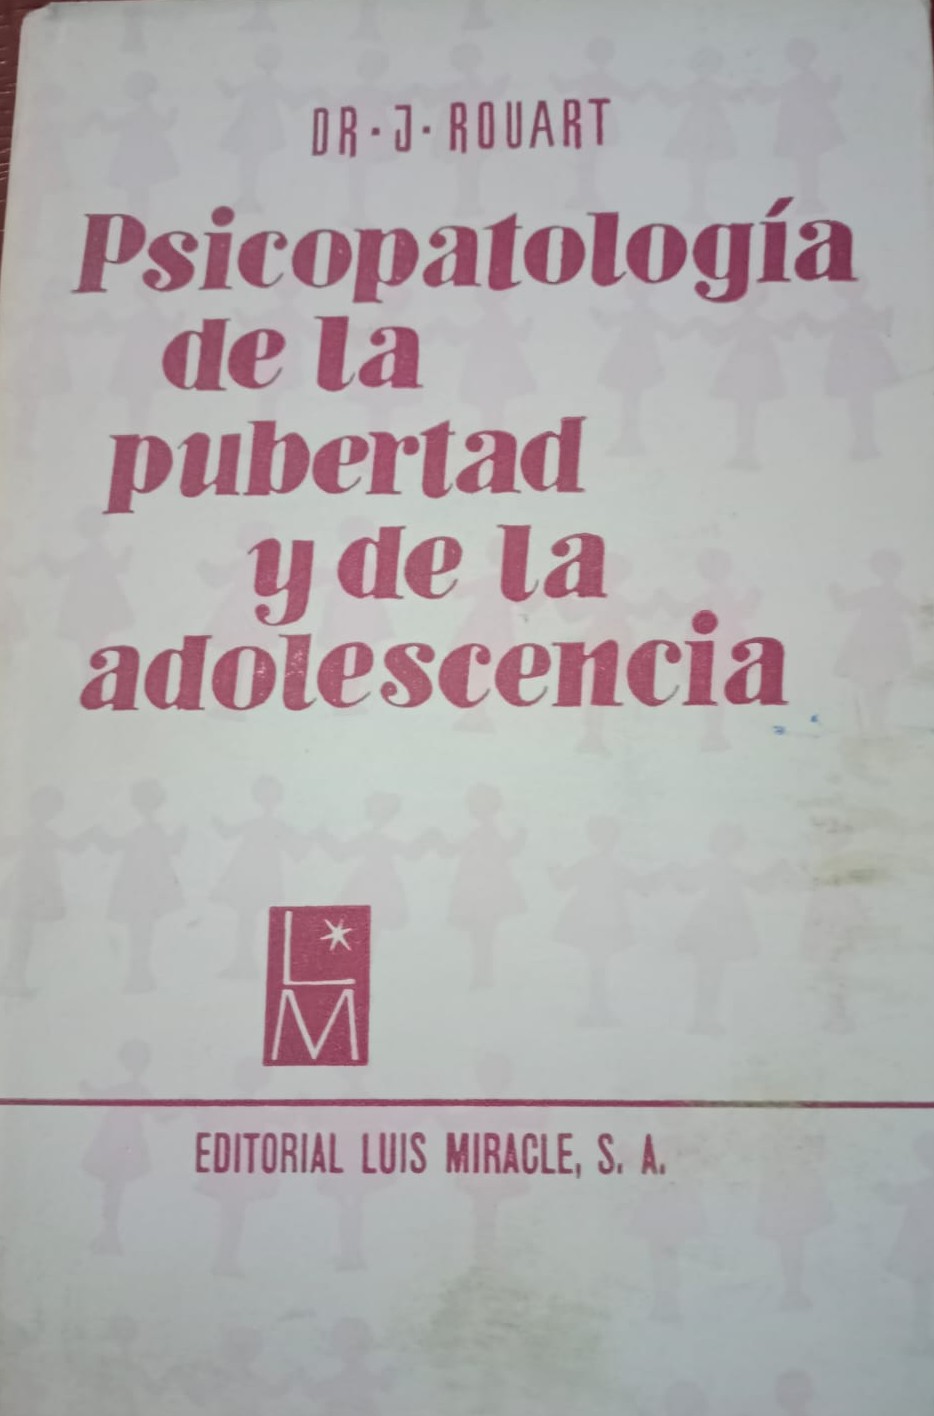 DR. J. ROUART
Psicopatología
de la
pubertad
y de la
adolescencia
L
M
EDITORIAL LUIS MIRACLE, S. A.